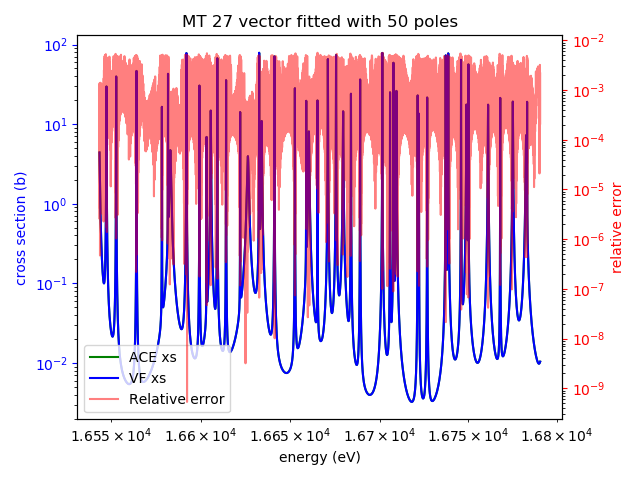 MT 27 vector fitted with 50 poles
10²
10¹
10⁰
10⁻¹
10⁻²
cross section (b)
10⁻²
10⁻³
10⁻⁴
10⁻⁵
10⁻⁶
10⁻⁷
10⁻⁸
10⁻⁹
relative error
ACE xs
VF xs
Relative error
1.655 × 10⁴ 1.66 × 10⁴ 1.665 × 10⁴ 1.67 × 10⁴ 1.675 × 10⁴ 1.68 × 10⁴
energy (eV)